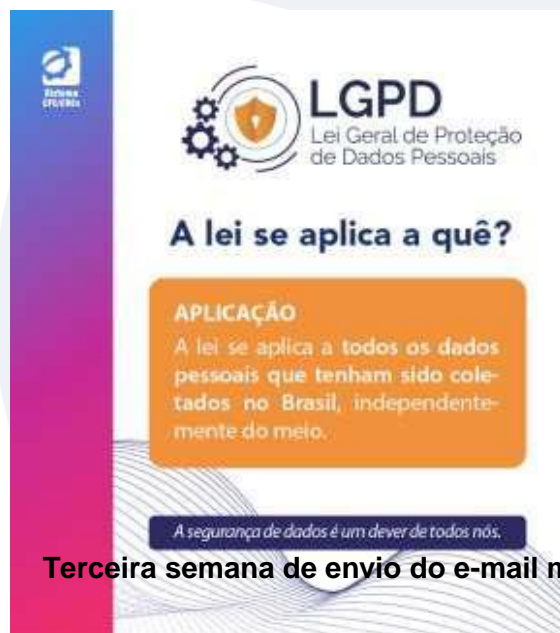 Sistema
CFT/CRTs
LGPD
Lei Geral de Proteção
de Dados Pessoais
A lei se aplica a quê?
APLICAÇÃO
A lei se aplica a todos os dados
pessoais que tenham sido cole-
tados no Brasil, independente-
mente do meio.
A segurança de dados é um dever de todos nós.
Terceira semana de envio do e-mail